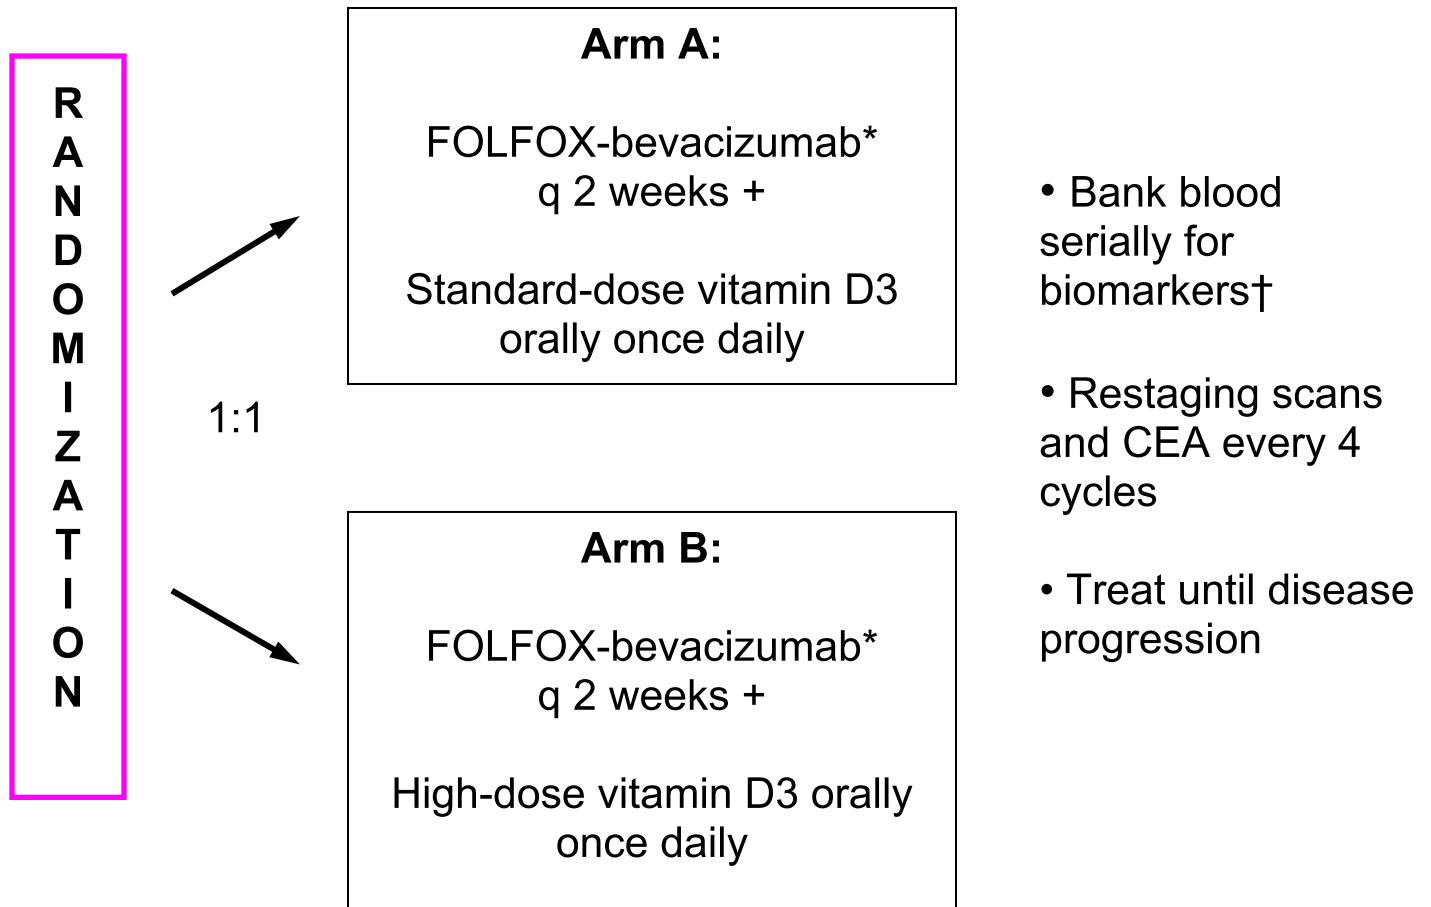 R
A
N
D
O
M
I
Z
A
T
I
O
N
1:1
Arm A:
FOLFOX-bevacizumab*
q 2 weeks +
Standard-dose vitamin D3
orally once daily
Arm B:
FOLFOX-bevacizumab*
q 2 weeks +
High-dose vitamin D3 orally
once daily
• Bank blood
serially for
biomarkers†
• Restaging scans
and CEA every 4
cycles
• Treat until disease
progression